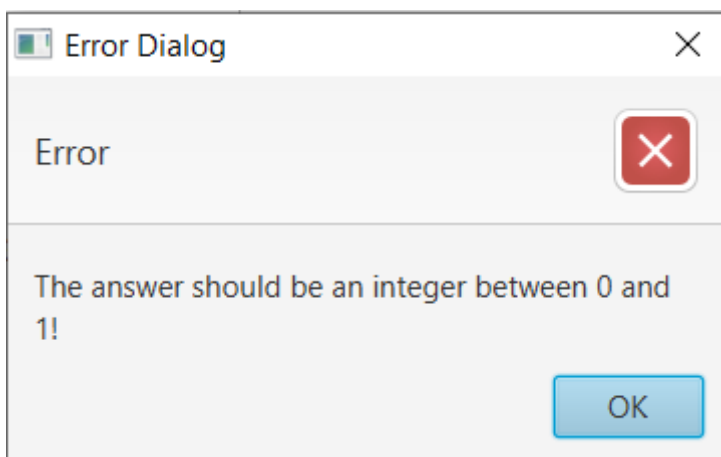 Error Dialog
Error
The answer should be an integer between 0 and
1!
OK